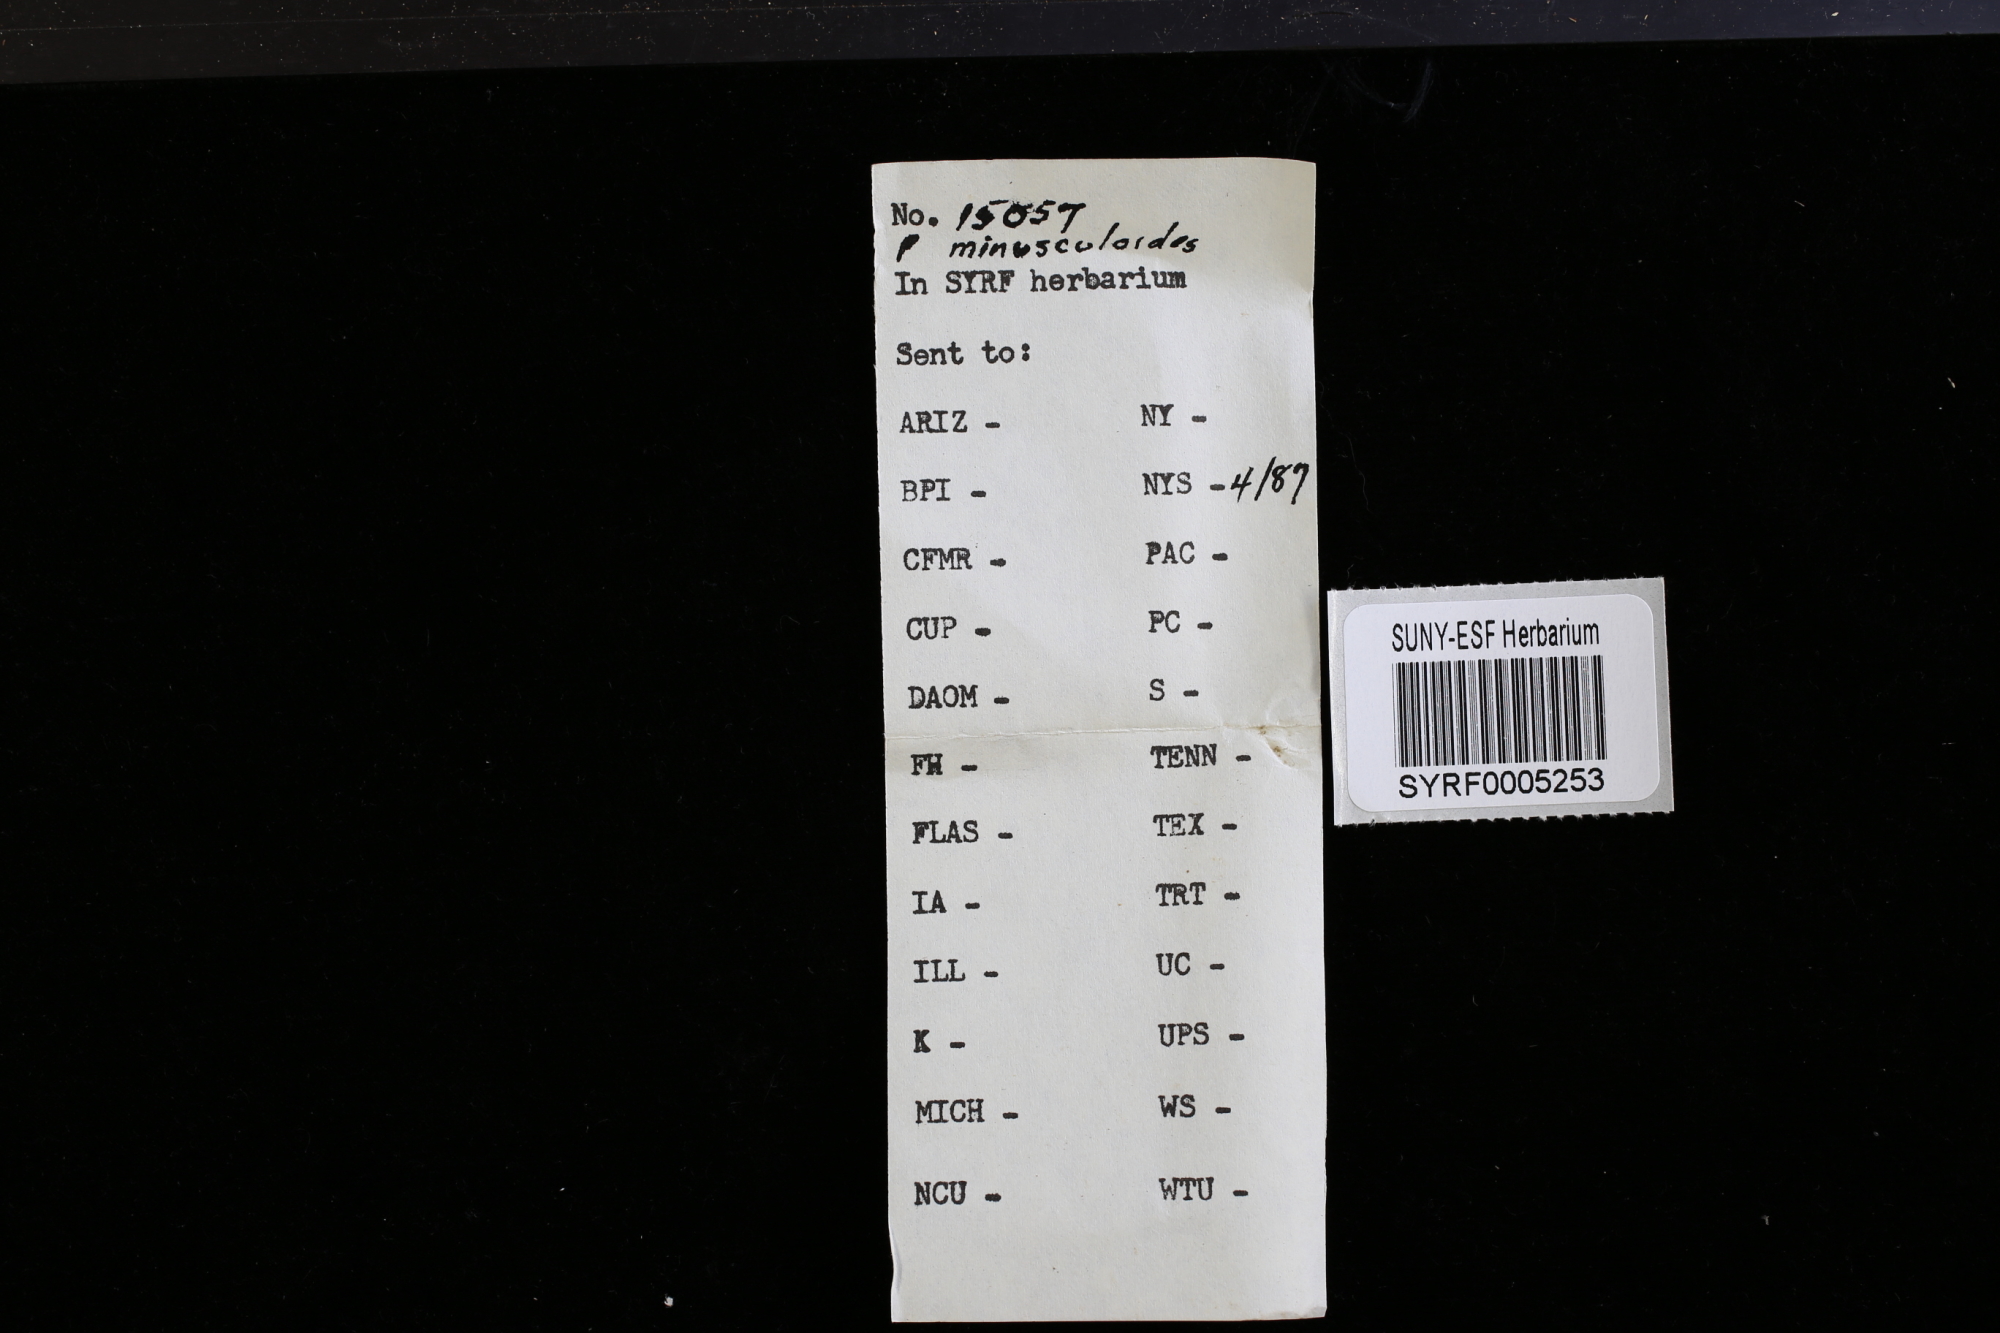 No. 15057
P minusculoides
In SYRF herbarium
Sent to:
ARIZ - NY -
BPI - NYS - 4/87
CFMR - PAC -
CUP - PC -
DAOM - S -
FH - TENN -
FLAS - TEX -
IA - TRT -
ILL - UC -
K - UPS -
MICH - WS -
NCU - WTU -
SUNY-ESF Herbarium
SYRF0005253